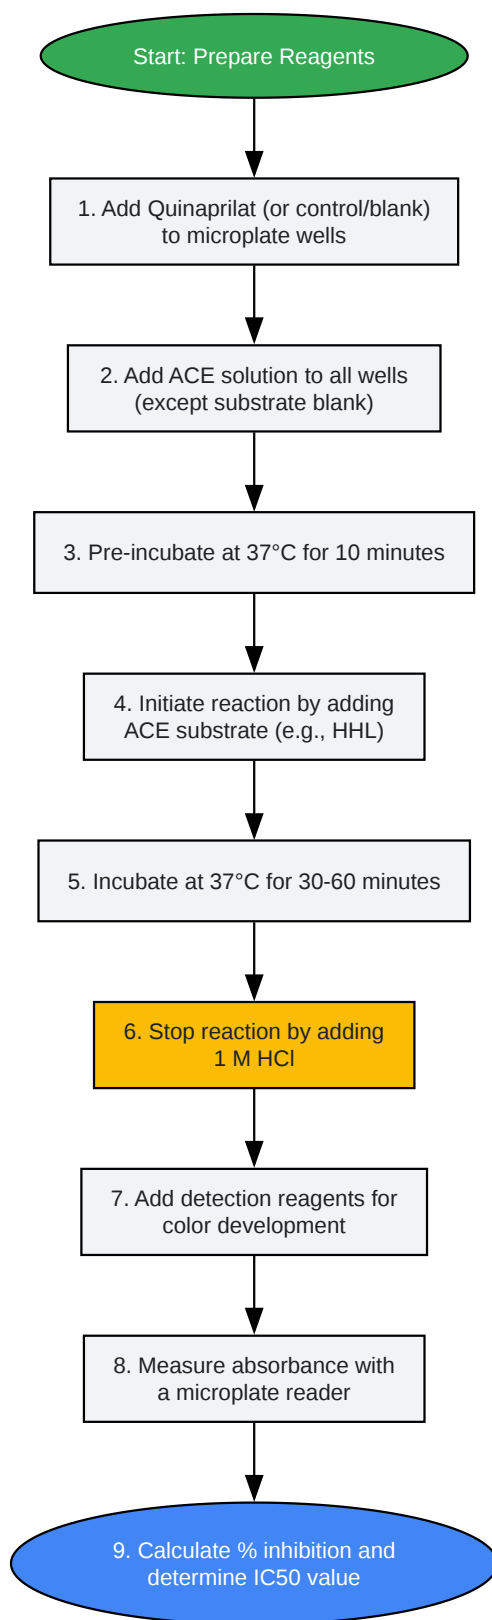 Start: Prepare Reagents
1. Add Quinaprilat (or control/blank)
to microplate wells
2. Add ACE solution to all wells
(except substrate blank)
3. Pre-incubate at 37°C for 10 minutes
4. Initiate reaction by adding
ACE substrate (e.g., HHL)
5. Incubate at 37°C for 30-60 minutes
6. Stop reaction by adding
1 M HCl
7. Add detection reagents for
color development
8. Measure absorbance with
a microplate reader
9. Calculate % inhibition and
determine IC50 value